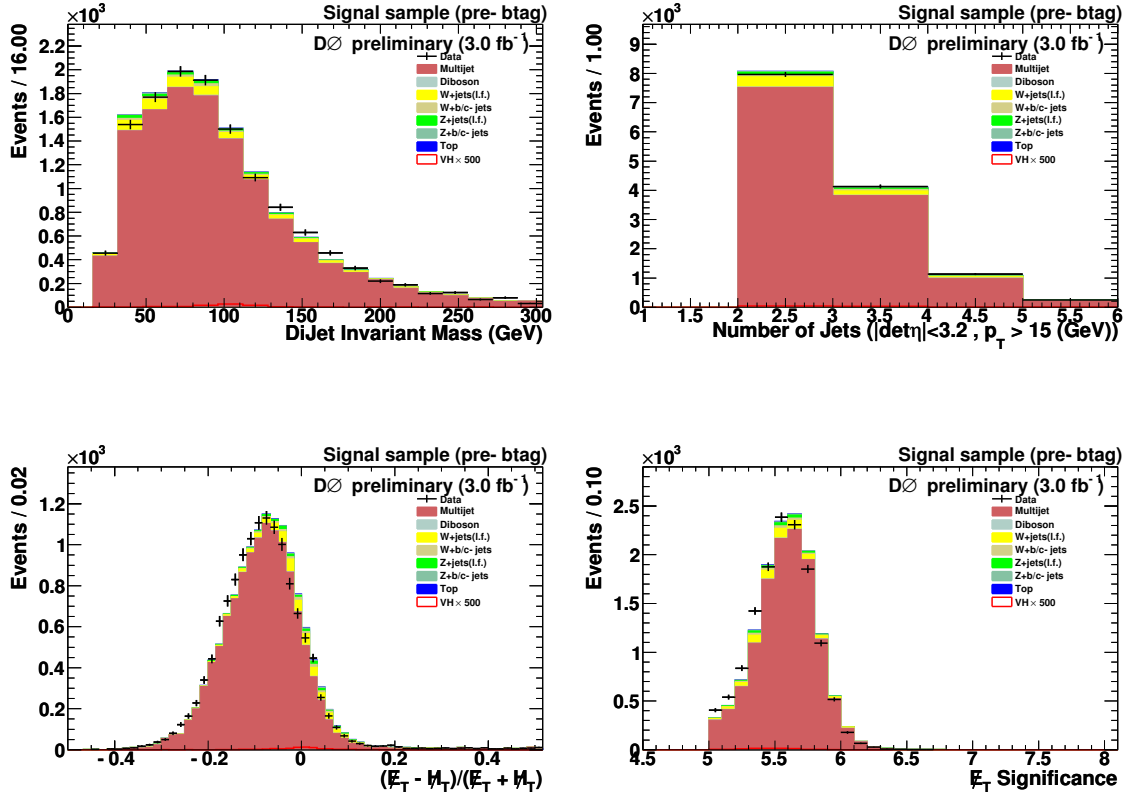 Signal sample (pre- btag)
×10³
DØ preliminary (3.0 fb⁻¹)
Events / 16.00
2.2
2
1.8
1.6
1.4
1.2
1
0.8
0.6
0.4
0.2
0
Data
Multijet
Diboson
W+jets(l.f.)
W+b/c- jets
Z+jets(l.f.)
Z+b/c- jets
Top
VH × 500
0 50 100 150 200 250 300
DiJet Invariant Mass (GeV)
Signal sample (pre- btag)
×10³
DØ preliminary (3.0 fb⁻¹)
Events / 1.00
9
8
7
6
5
4
3
2
1
0
Data
Multijet
Diboson
W+jets(l.f.)
W+b/c- jets
Z+jets(l.f.)
Z+b/c- jets
Top
VH × 500
1 1.5 2 2.5 3 3.5 4 4.5 5 5.5 6
Number of Jets (|detη|<3.2 , p_T > 15 (GeV))
Signal sample (pre- btag)
×10³
DØ preliminary (3.0 fb⁻¹)
Events / 0.02
1.2
1
0.8
0.6
0.4
0.2
0
Data
Multijet
Diboson
W+jets(l.f.)
W+b/c- jets
Z+jets(l.f.)
Z+b/c- jets
Top
VH × 500
- 0.4 -0.2 0 0.2 0.4
(E̸_T - H̸_T)/(E̸_T + H̸_T)
Signal sample (pre- btag)
×10³
DØ preliminary (3.0 fb⁻¹)
Events / 0.10
2.5
2
1.5
1
0.5
0
Data
Multijet
Diboson
W+jets(l.f.)
W+b/c- jets
Z+jets(l.f.)
Z+b/c- jets
Top
VH × 500
4.5 5 5.5 6 6.5 7 7.5 8
E̸_T Significance